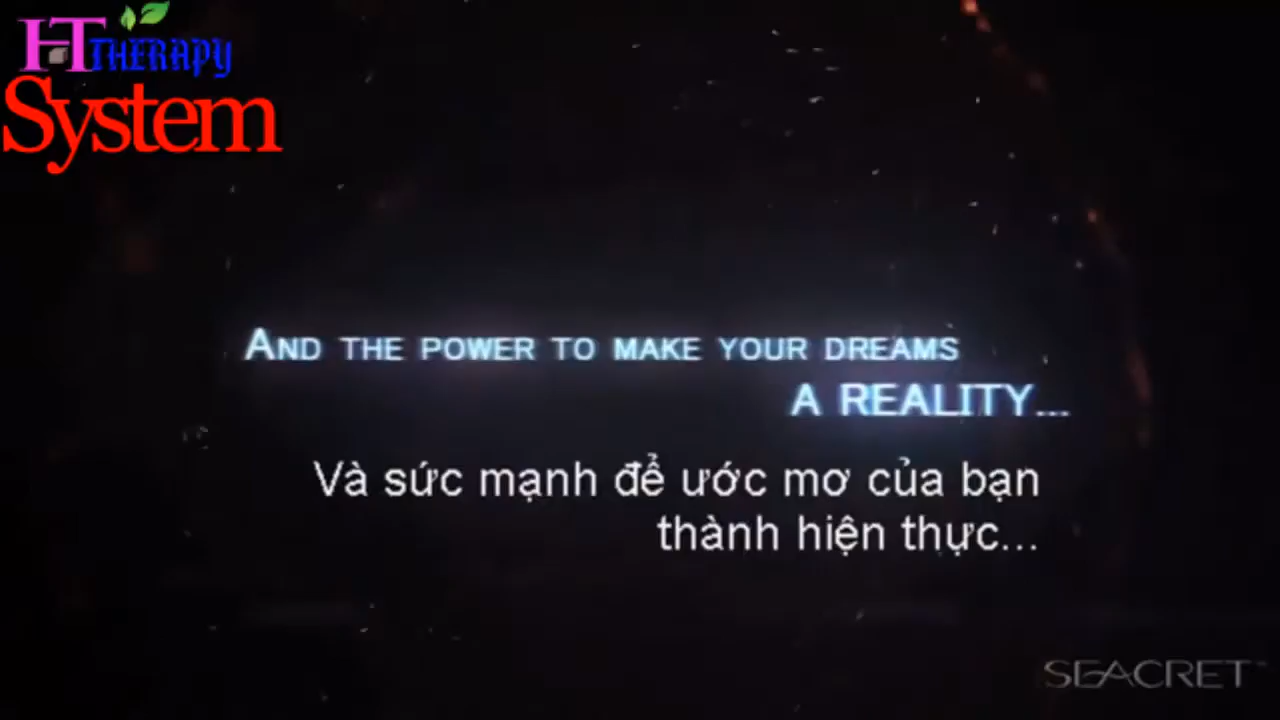 HT THERAPY
System
AND THE POWER TO MAKE YOUR DREAMS
A REALITY...
Và sức mạnh để ước mơ của bạn
thành hiện thực...
SEACRET